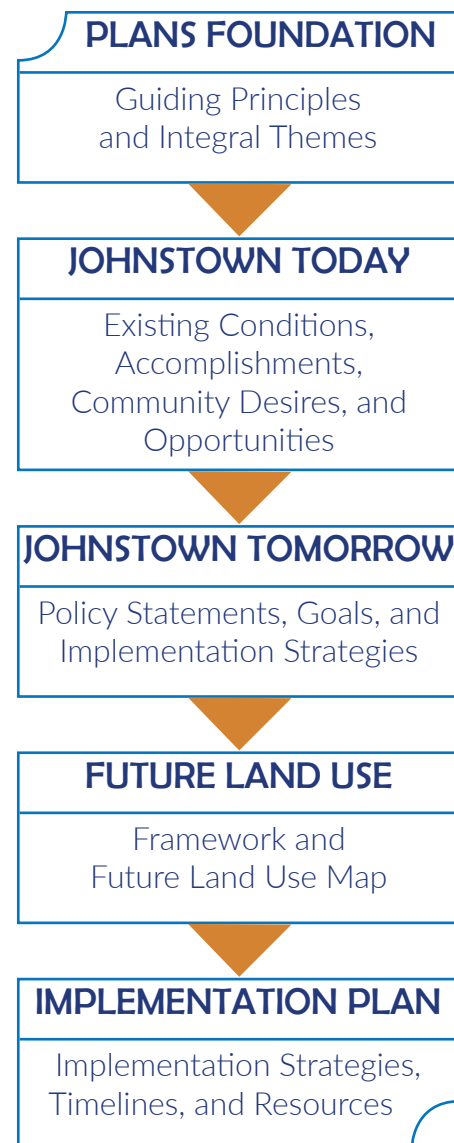 PLANS FOUNDATION
Guiding Principles
and Integral Themes
JOHNSTOWN TODAY
Existing Conditions,
Accomplishments,
Community Desires, and
Opportunities
JOHNSTOWN TOMORROW
Policy Statements, Goals, and
Implementation Strategies
FUTURE LAND USE
Framework and
Future Land Use Map
IMPLEMENTATION PLAN
Implementation Strategies,
Timelines, and Resources